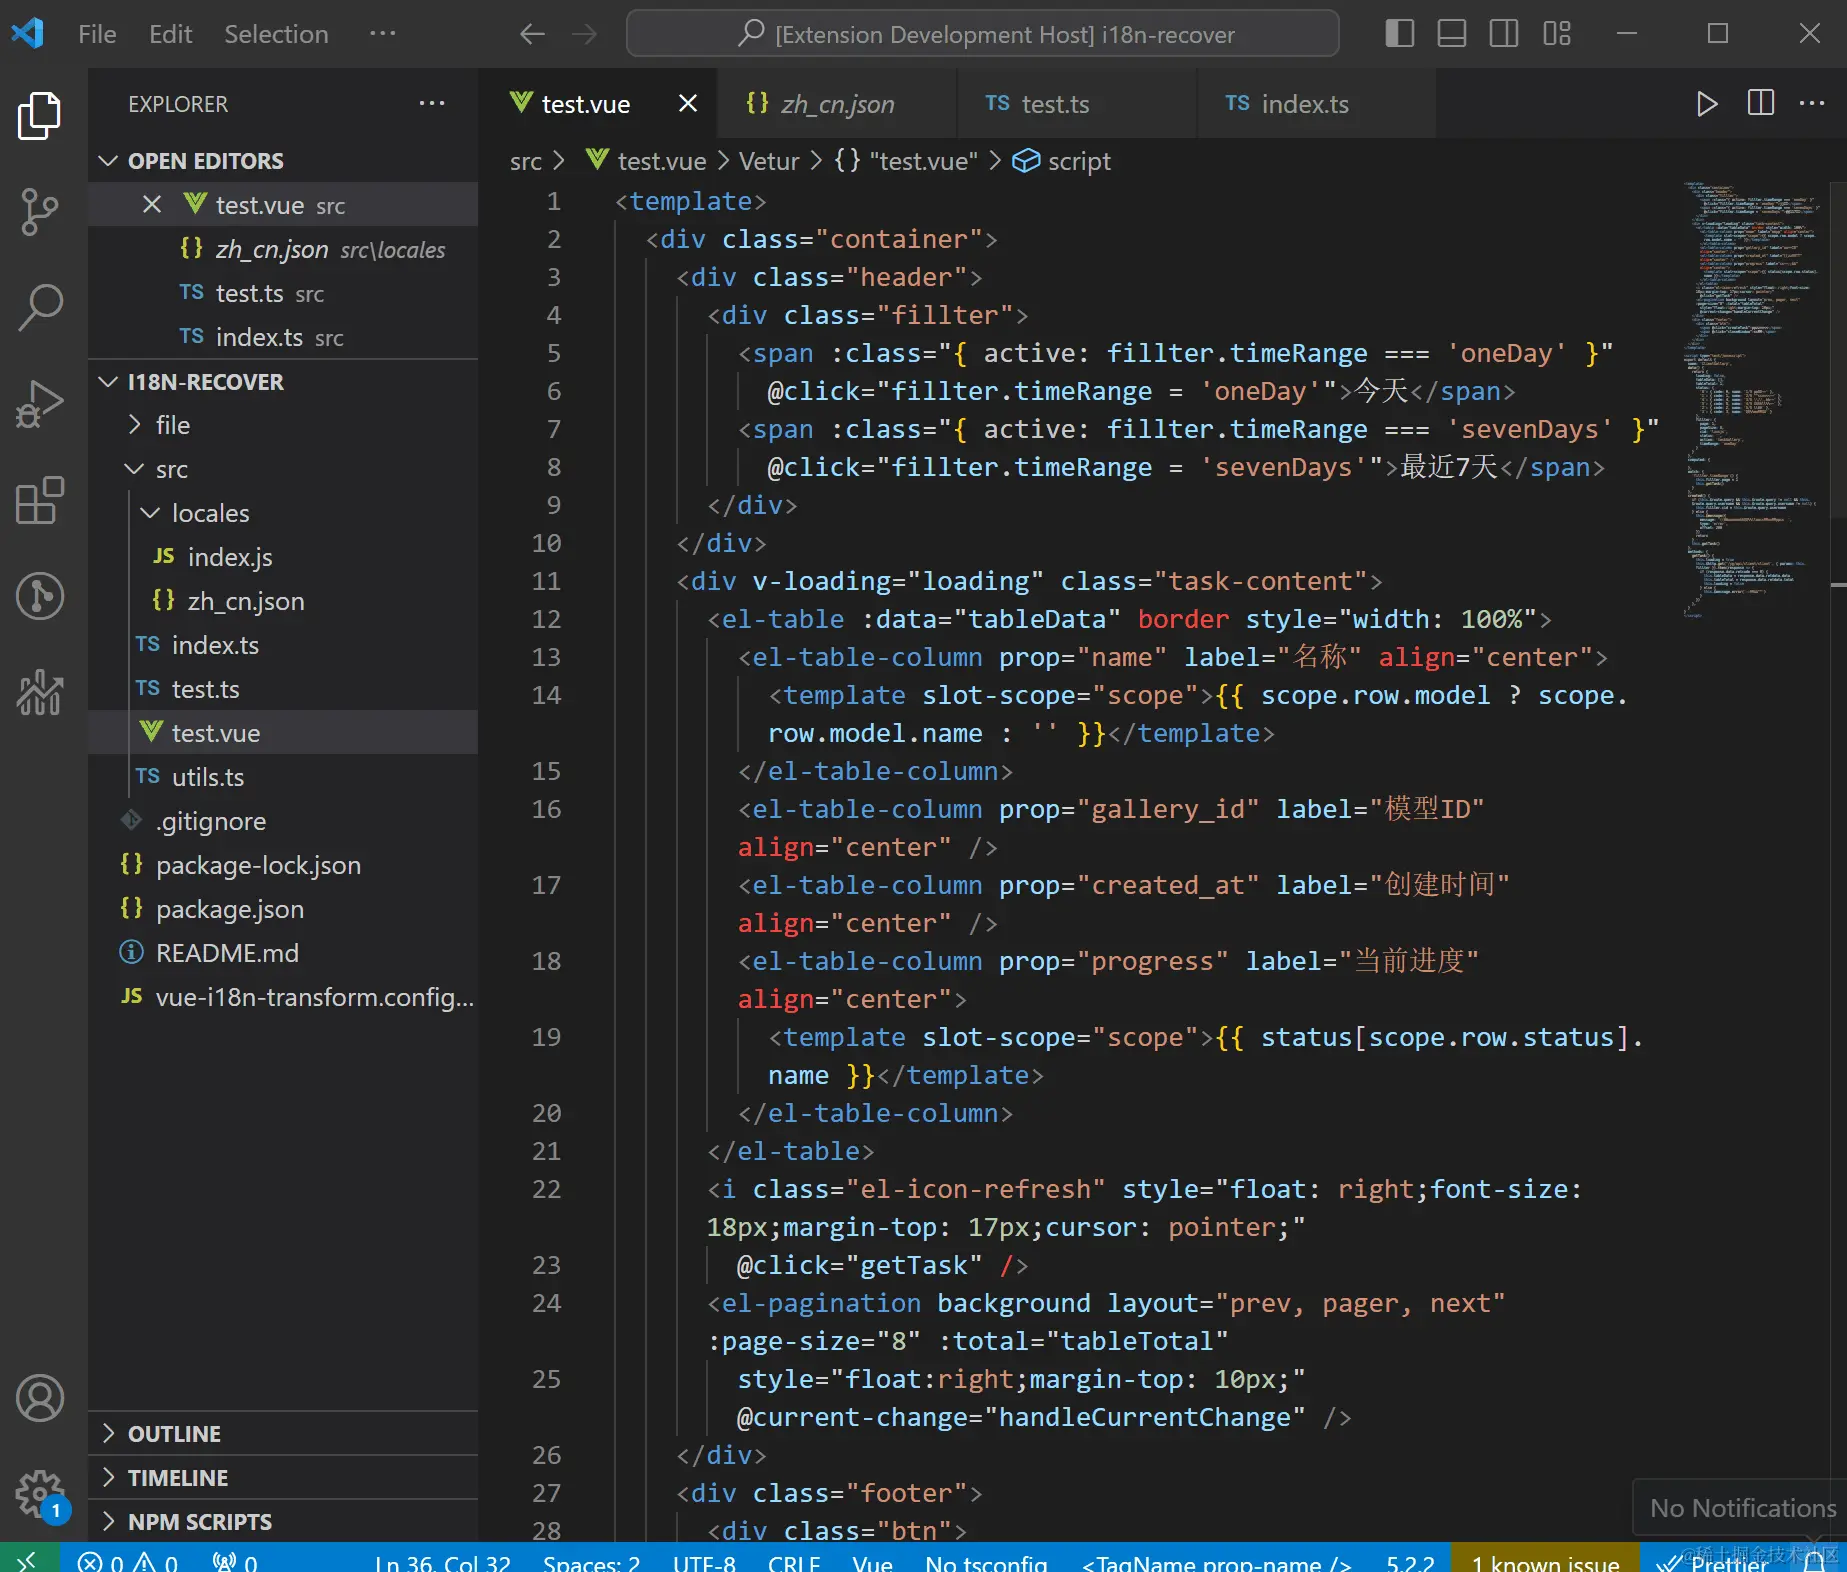 File Edit Selection ··· [Extension Development Host] i18n-recover
EXPLORER ···
OPEN EDITORS
test.vue src
{} zh_cn.json src\locales
TS test.ts src
TS index.ts src
I18N-RECOVER
file
src
locales
JS index.js
{} zh_cn.json
TS index.ts
TS test.ts
test.vue
TS utils.ts
.gitignore
{} package-lock.json
{} package.json
README.md
JS vue-i18n-transform.config...
OUTLINE
TIMELINE
NPM SCRIPTS
1
test.vue {} zh_cn.json TS test.ts TS index.ts
src > test.vue > Vetur > {} "test.vue" > script
1 <template>
2 <div class="container">
3 <div class="header">
4 <div class="fillter">
5 <span :class="{ active: fillter.timeRange === 'oneDay' }"
6 @click="fillter.timeRange = 'oneDay'">今天</span>
7 <span :class="{ active: fillter.timeRange === 'sevenDays' }"
8 @click="fillter.timeRange = 'sevenDays'">最近7天</span>
9 </div>
10 </div>
11 <div v-loading="loading" class="task-content">
12 <el-table :data="tableData" border style="width: 100%">
13 <el-table-column prop="name" label="名称" align="center">
14 <template slot-scope="scope">{{ scope.row.model ? scope.
row.model.name : '' }}</template>
15 </el-table-column>
16 <el-table-column prop="gallery_id" label="模型ID"
align="center" />
17 <el-table-column prop="created_at" label="创建时间"
align="center" />
18 <el-table-column prop="progress" label="当前进度"
align="center">
19 <template slot-scope="scope">{{ status[scope.row.status].
name }}</template>
20 </el-table-column>
21 </el-table>
22 <i class="el-icon-refresh" style="float: right;font-size:
18px;margin-top: 17px;cursor: pointer;"
23 @click="getTask" />
24 <el-pagination background layout="prev, pager, next"
:page-size="8" :total="tableTotal"
25 style="float:right;margin-top: 10px;"
@current-change="handleCurrentChange" />
26 </div>
27 <div class="footer">
28 <div class="btn">
No Notifications
0 0 0 Ln 36, Col 32 Spaces: 2 UTF-8 CRLF Vue No tsconfig <TagName prop-name /> 5.2.2 1 known issue Prettier
@稀土掘金技术社区